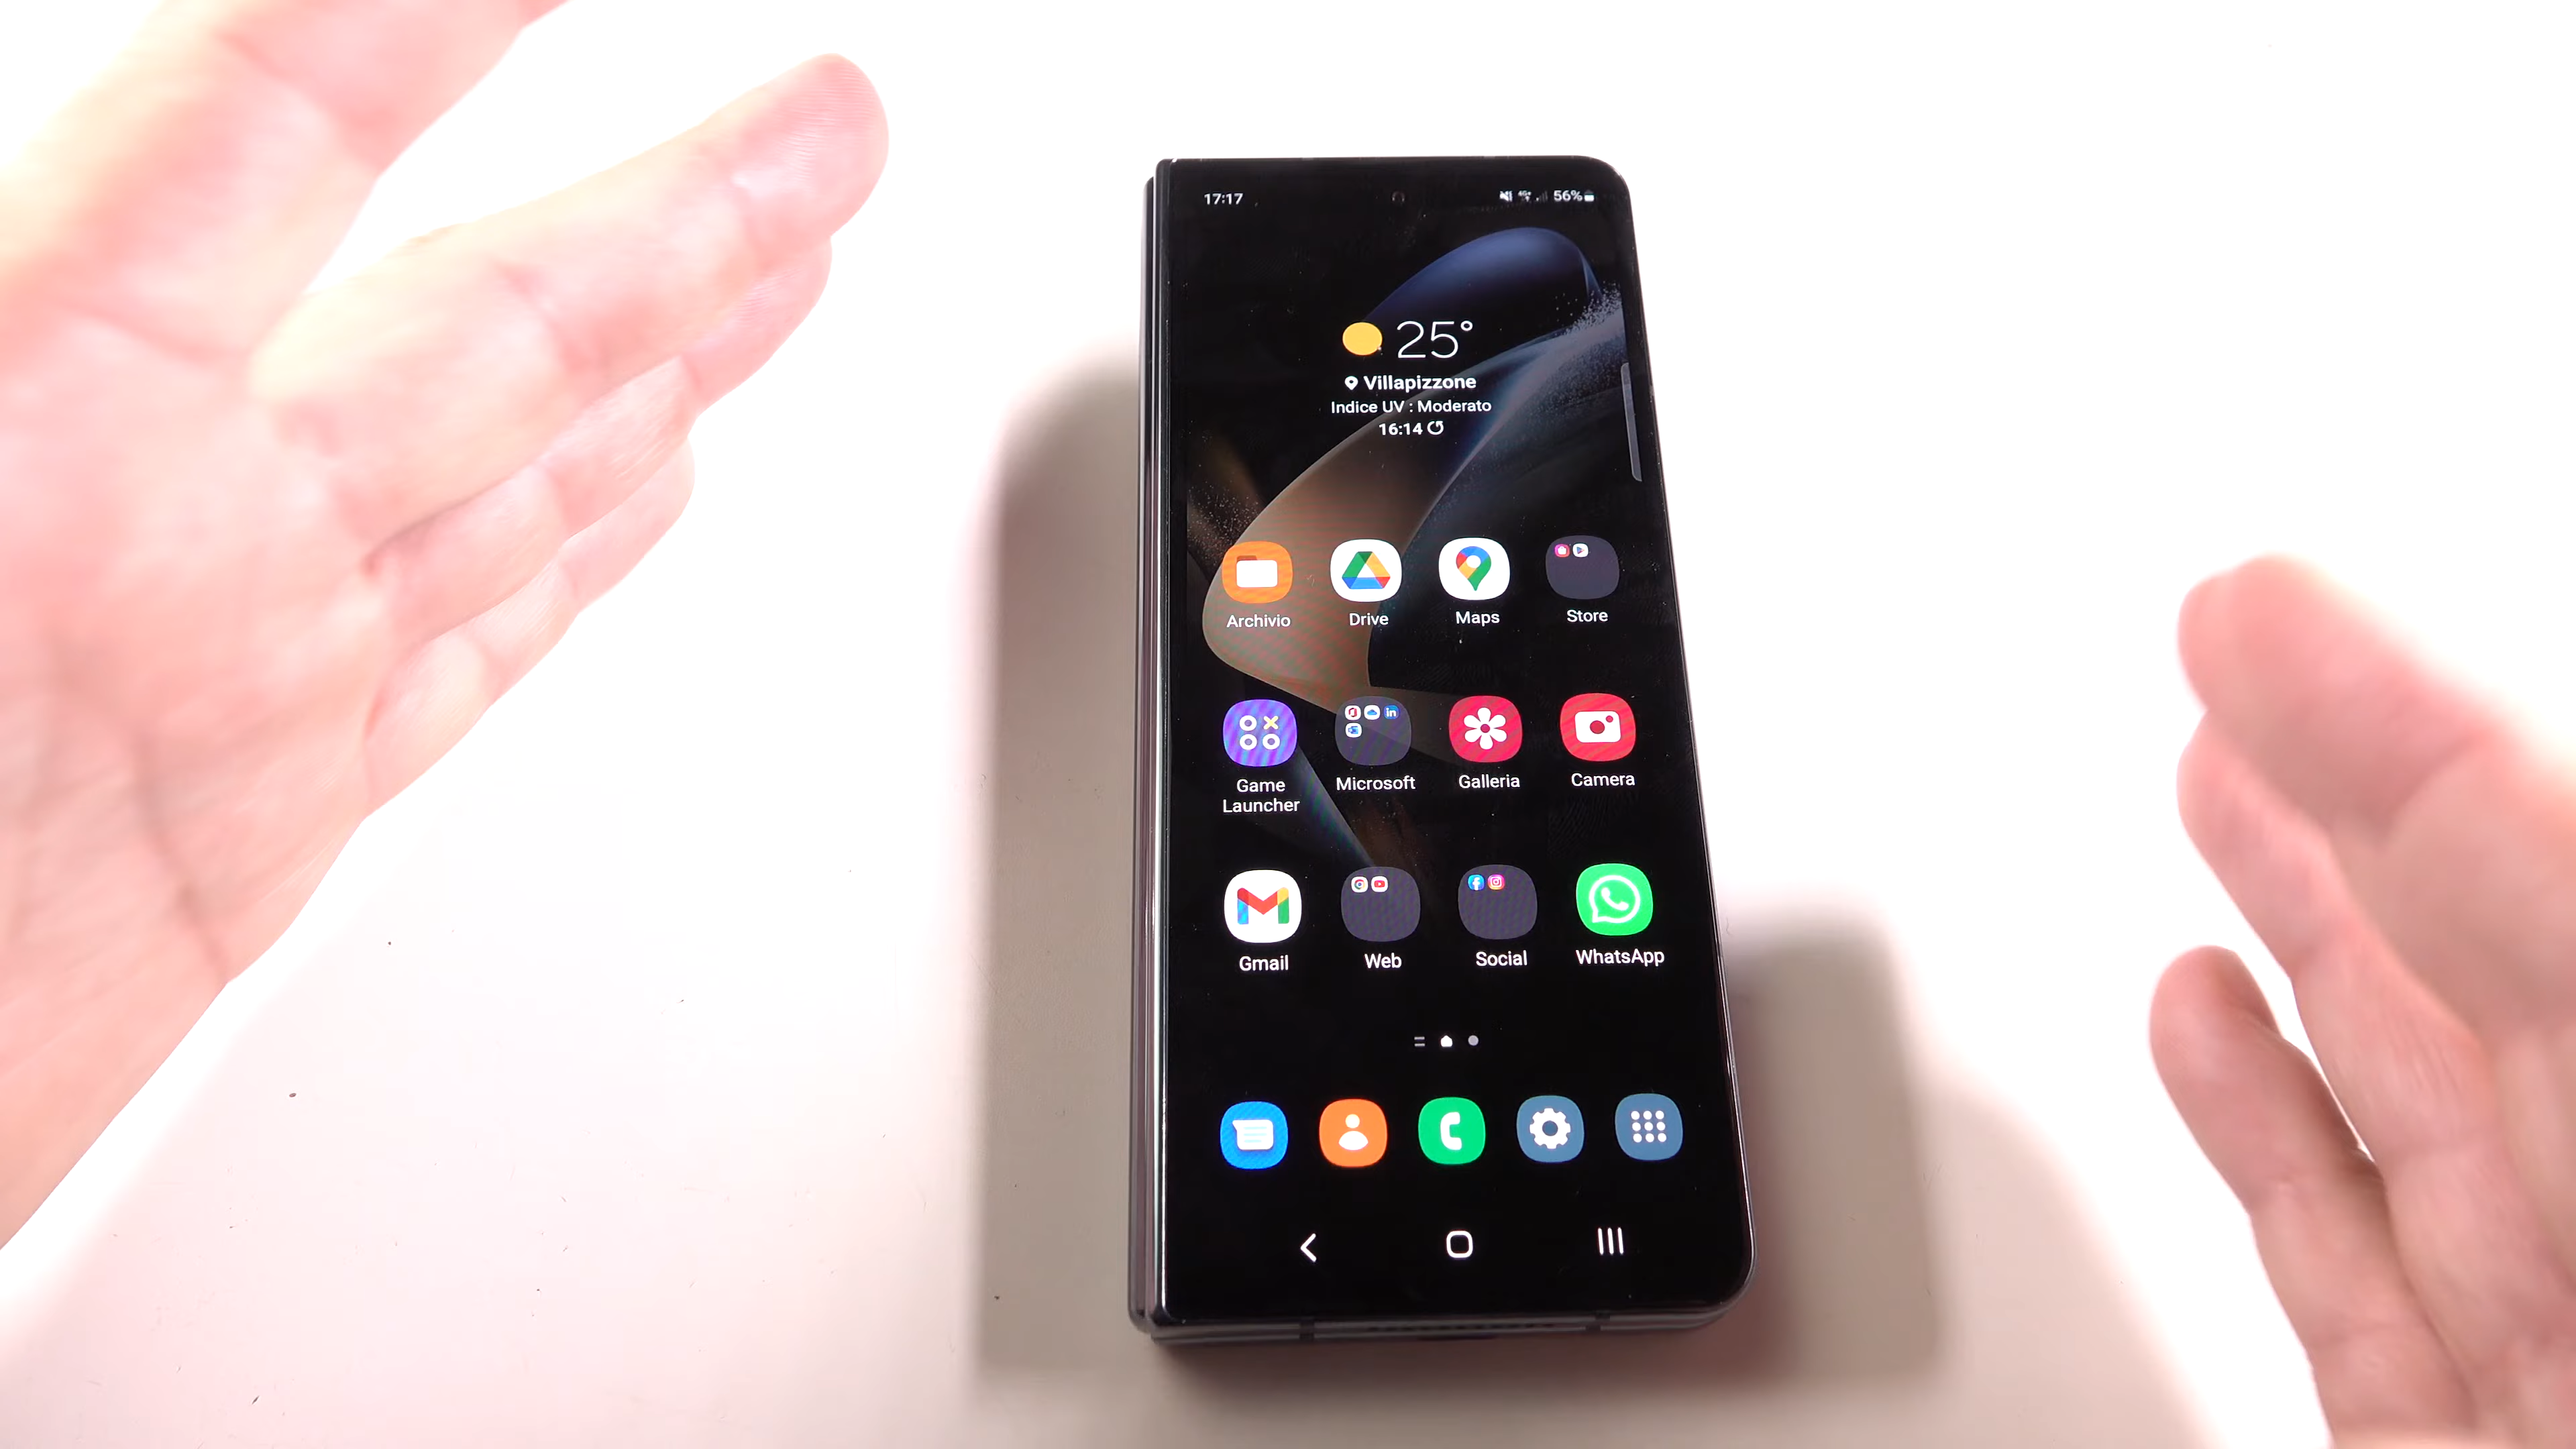 17:17 56%
25°
Villapizzone
Indice UV : Moderato
16:14
Archivio Drive Maps Store
Game Launcher Microsoft Galleria Camera
Gmail Web Social WhatsApp